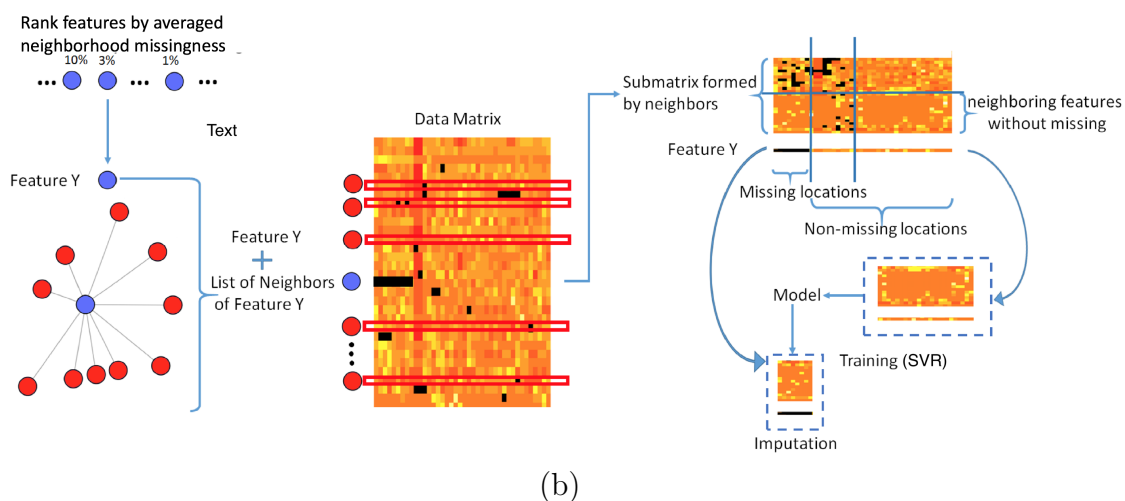 Rank features by averaged
neighborhood missingness
10% 3% 1%
... ... ...
Text
Feature Y
Feature Y
+
List of Neighbors
of Feature Y
Data Matrix
Submatrix formed
by neighbors
neighboring features
without missing
Feature Y
Missing locations
Non-missing locations
Model
Training (SVR)
Imputation
(b)